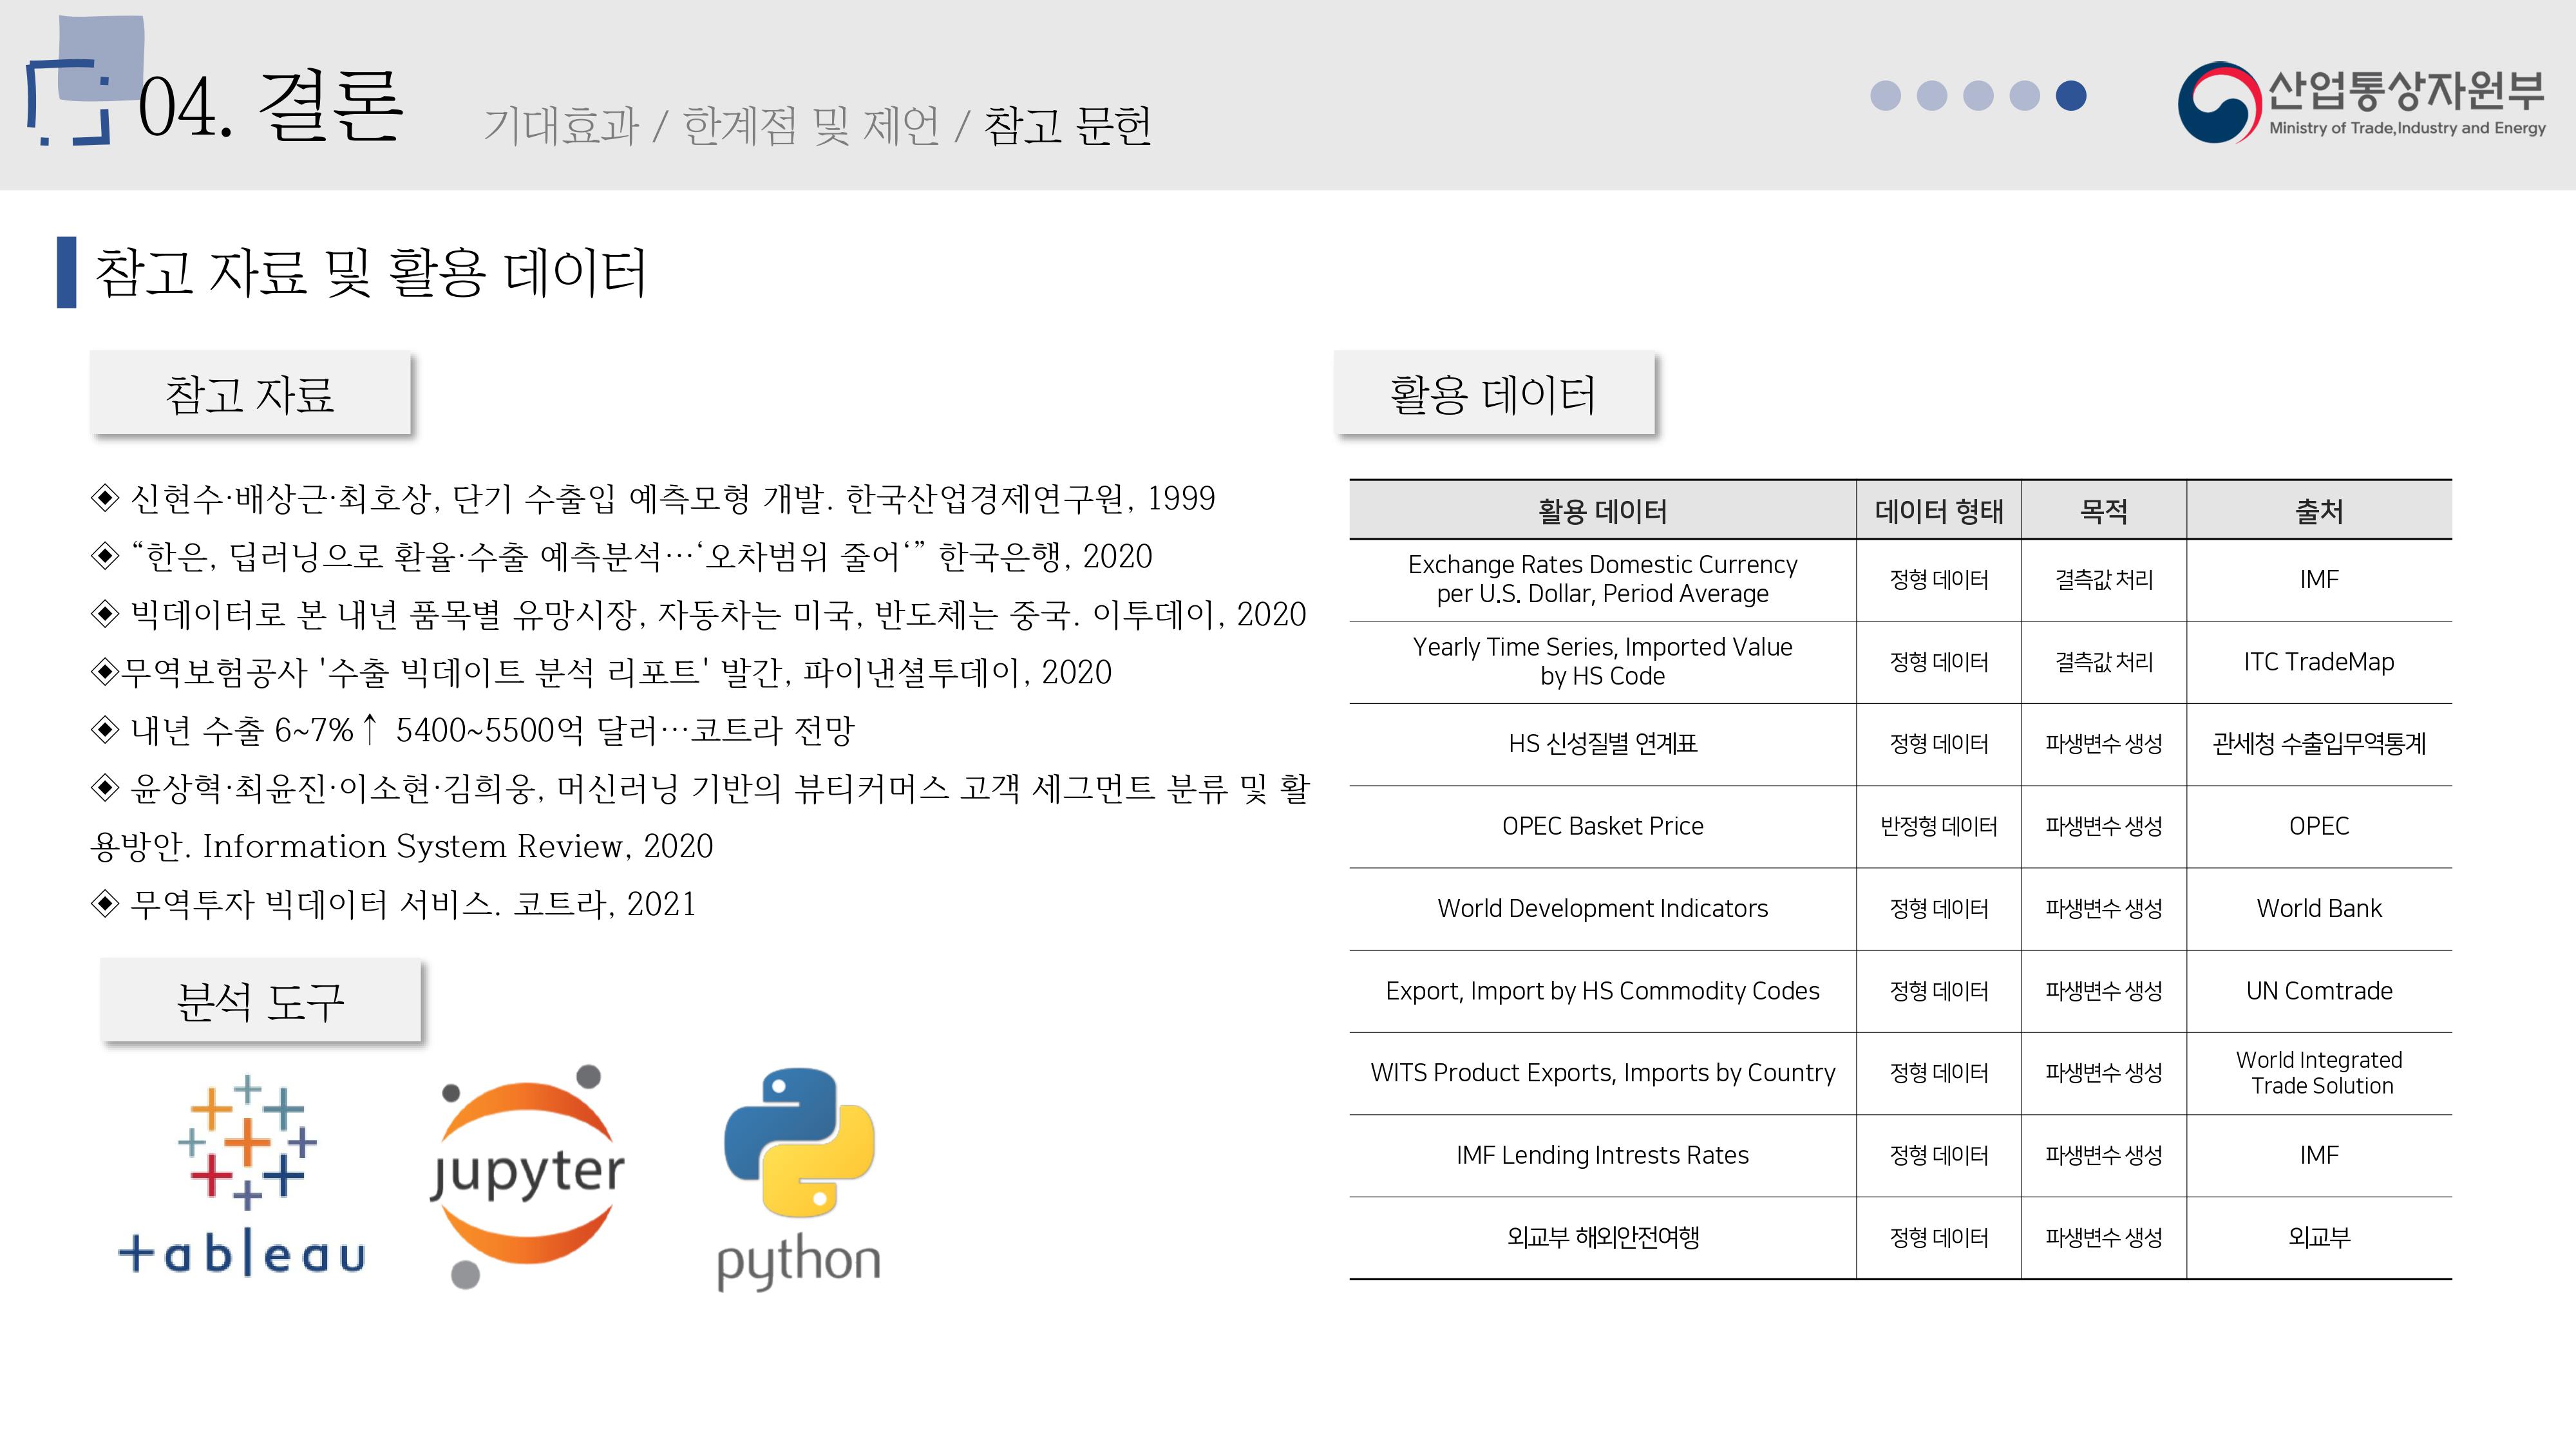 04. 결론
기대효과 / 한계점 및 제언 / 참고 문헌
산업통상자원부
Ministry of Trade,Industry and Energy
참고 자료 및 활용 데이터
참고 자료
◈ 신현수·배상근·최호상, 단기 수출입 예측모형 개발. 한국산업경제연구원, 1999
◈ “한은, 딥러닝으로 환율·수출 예측분석…‘오차범위 줄어‘” 한국은행, 2020
◈ 빅데이터로 본 내년 품목별 유망시장, 자동차는 미국, 반도체는 중국. 이투데이, 2020
◈무역보험공사 '수출 빅데이트 분석 리포트' 발간, 파이낸셜투데이, 2020
◈ 내년 수출 6~7%↑ 5400~5500억 달러…코트라 전망
◈ 윤상혁·최윤진·이소현·김희웅, 머신러닝 기반의 뷰티커머스 고객 세그먼트 분류 및 활
용방안. Information System Review, 2020
◈ 무역투자 빅데이터 서비스. 코트라, 2021
분석 도구
+ableau
jupyter
python
활용 데이터
활용 데이터 데이터 형태 목적 출처
Exchange Rates Domestic Currency
per U.S. Dollar, Period Average 정형 데이터 결측값 처리 IMF
Yearly Time Series, Imported Value
by HS Code 정형 데이터 결측값 처리 ITC TradeMap
HS 신성질별 연계표 정형 데이터 파생변수 생성 관세청 수출입무역통계
OPEC Basket Price 반정형 데이터 파생변수 생성 OPEC
World Development Indicators 정형 데이터 파생변수 생성 World Bank
Export, Import by HS Commodity Codes 정형 데이터 파생변수 생성 UN Comtrade
WITS Product Exports, Imports by Country 정형 데이터 파생변수 생성 World Integrated
Trade Solution
IMF Lending Intrests Rates 정형 데이터 파생변수 생성 IMF
외교부 해외안전여행 정형 데이터 파생변수 생성 외교부